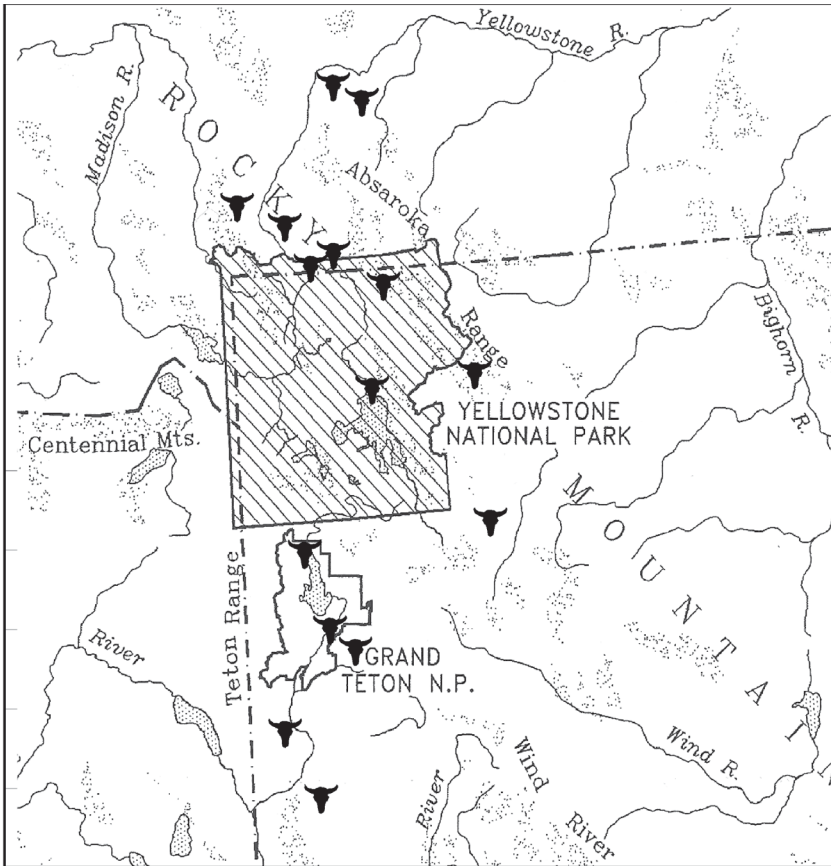 Yellowstone R.
Madison R.
ROCKY
Absaroka
Range
Bighorn
R.
YELLOWSTONE
NATIONAL PARK
Centennial Mts.
MOUNTAIN
Teton Range
River
GRAND
TETON N.P.
Wind R.
Wind
River
River